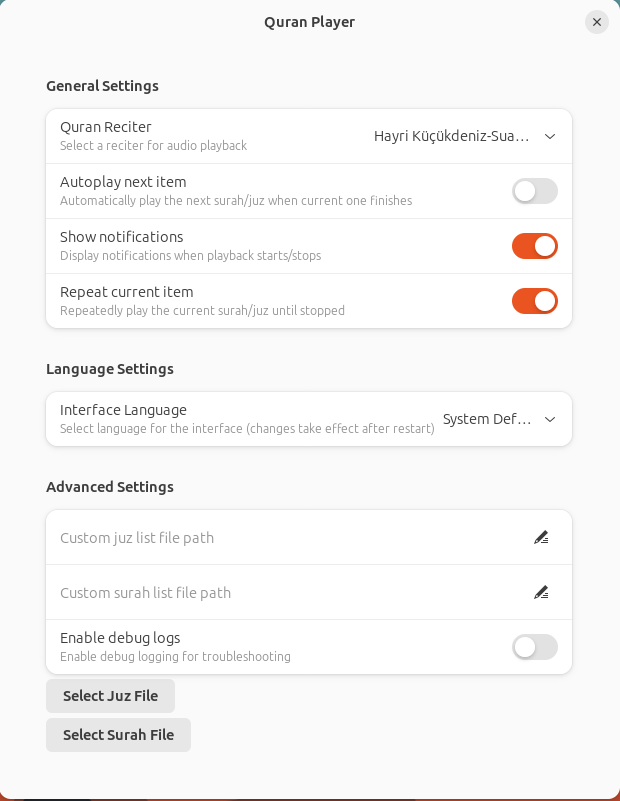 Quran Player
General Settings
Quran Reciter
Select a reciter for audio playback
Hayri Küçükdeniz-Sua…
Autoplay next item
Automatically play the next surah/juz when current one finishes
Show notifications
Display notifications when playback starts/stops
Repeat current item
Repeatedly play the current surah/juz until stopped
Language Settings
Interface Language
Select language for the interface (changes take effect after restart)
System Def…
Advanced Settings
Custom juz list file path
Custom surah list file path
Enable debug logs
Enable debug logging for troubleshooting
Select Juz File
Select Surah File